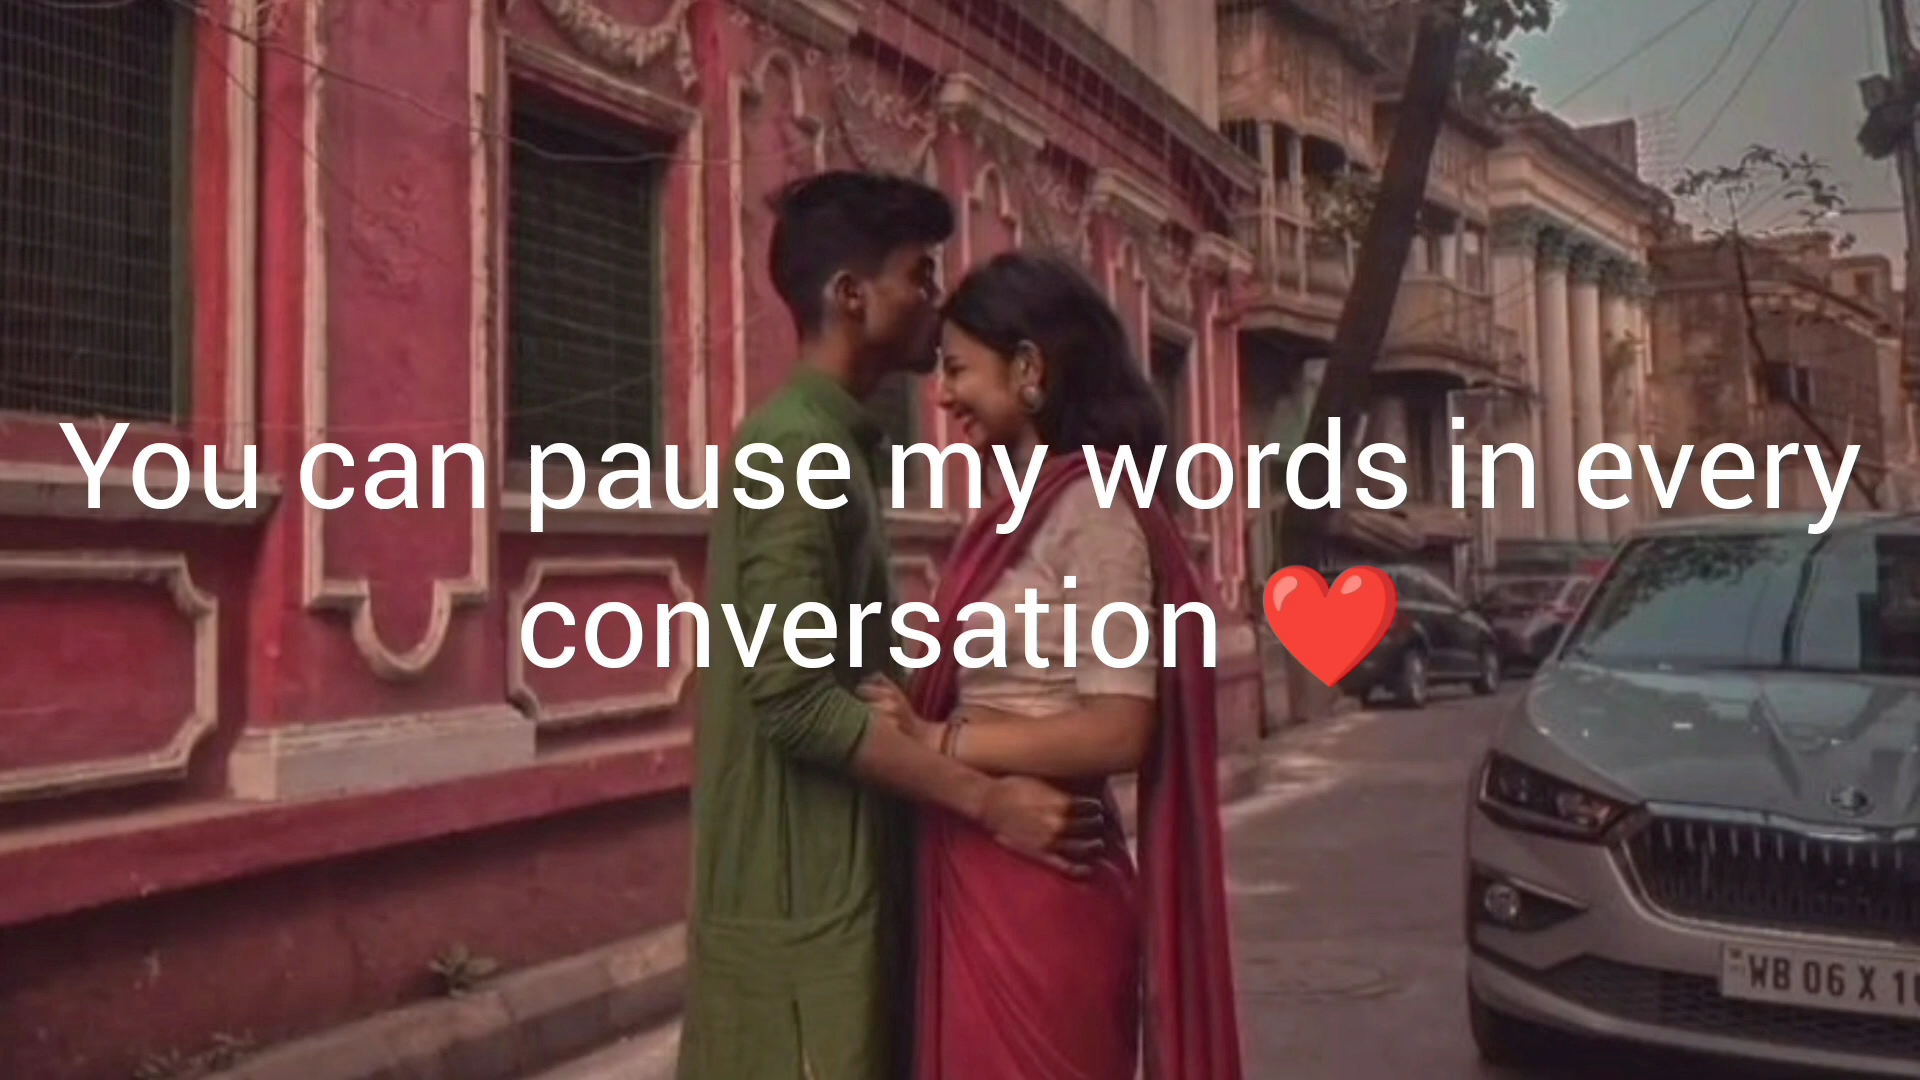 You can pause my words in every
conversation ❤️
WB 06 X